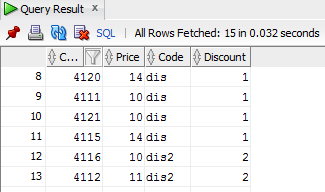 Query Result ×
SQL | All Rows Fetched: 15 in 0.032 seconds
C... Price Code Discount
8 4120 14 dis 1
9 4111 10 dis 1
10 4121 10 dis 1
11 4115 14 dis 1
12 4116 10 dis2 2
13 4112 11 dis2 2